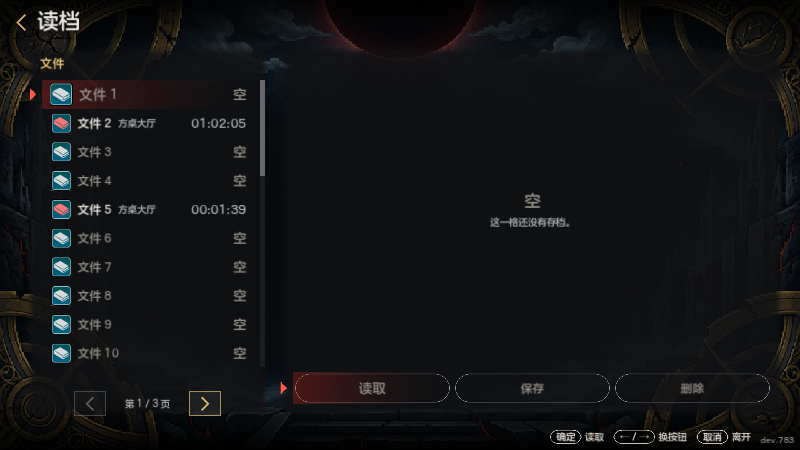 读档
文件
文件 1 空
文件 2 方桌大厅 01:02:05
文件 3 空
文件 4 空
文件 5 方桌大厅 00:01:39
文件 6 空
文件 7 空
文件 8 空
文件 9 空
文件 10 空
空
这一格还没有存档。
读取 保存 删除
第 1 / 3 页
确定 读取 ←/→ 换按钮 取消 离开 dev.783